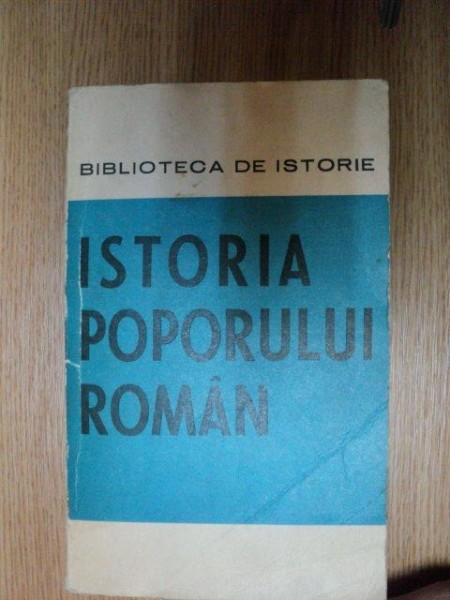 BIBLIOTECA DE ISTORIE
ISTORIA
POPORULUI
ROMÂN